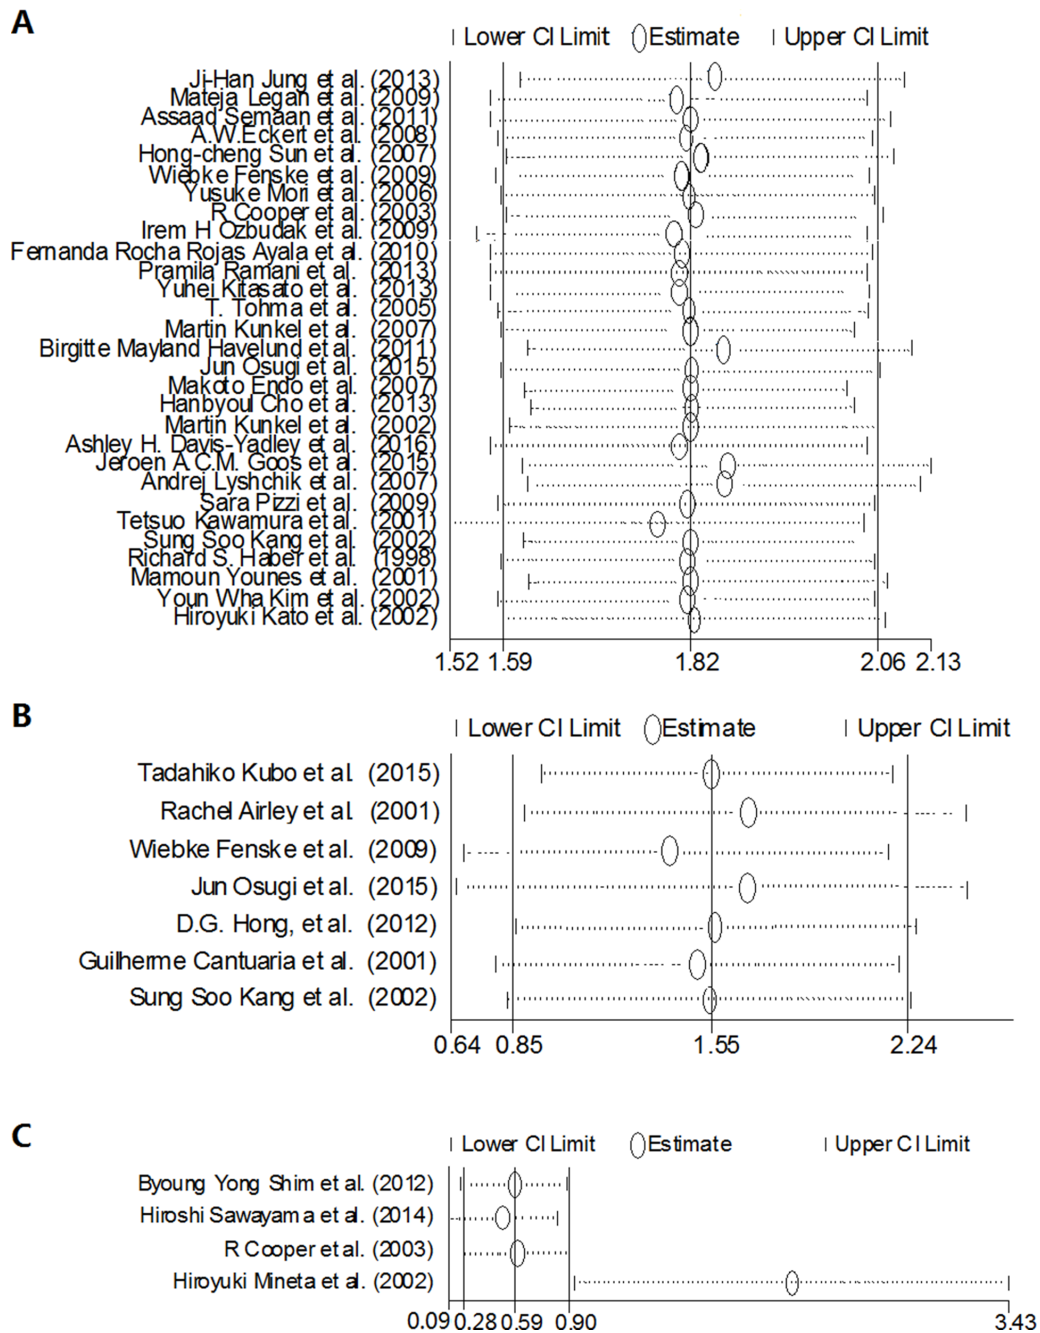 A
| Lower CI Limit ◯Estimate | Upper CI Limit
Ji-Han Jung et al. (2013)
Mateja Legan et al. (2009)
Assaad Semaan et al. (2011)
A.W.Eckert et al. (2008)
Hong-cheng Sun et al. (2007)
Wiebke Fenske et al. (2009)
Yusuke Mori et al. (2006)
R Cooper et al. (2003)
Irem H Ozbudak et al. (2009)
Fernanda Rocha Rojas Ayala et al. (2010)
Pramila Ramani et al. (2013)
Yuhei Kitasato et al. (2013)
T. Tohma et al. (2005)
Martin Kunkel et al. (2007)
Birgitte Mayland Havelund et al. (2011)
Jun Osugi et al. (2015)
Makoto Endo et al. (2007)
Hanbyoul Cho et al. (2013)
Martin Kunkel et al. (2002)
Ashley H. Davis-Yadley et al. (2016)
Jeroen A.C.M. Goos et al. (2015)
Andrej Lyshchik et al. (2007)
Sara Pizzi et al. (2009)
Tetsuo Kawamura et al. (2001)
Sung Soo Kang et al. (2002)
Richard S. Haber et al. (1998)
Mamoun Younes et al. (2001)
Youn Wha Kim et al. (2002)
Hiroyuki Kato et al. (2002)
1.52 1.59 1.82 2.06 2.13
B
| Lower CI Limit ◯Estimate | Upper CI Limit
Tadahiko Kubo et al. (2015)
Rachel Airley et al. (2001)
Wiebke Fenske et al. (2009)
Jun Osugi et al. (2015)
D.G. Hong, et al. (2012)
Guilherme Cantuaria et al. (2001)
Sung Soo Kang et al. (2002)
0.64 0.85 1.55 2.24
C
| Lower CI Limit ◯Estimate | Upper CI Limit
Byoung Yong Shim et al. (2012)
Hiroshi Sawayama et al. (2014)
R Cooper et al. (2003)
Hiroyuki Mineta et al. (2002)
0.09 0.28 0.59 0.90 3.43